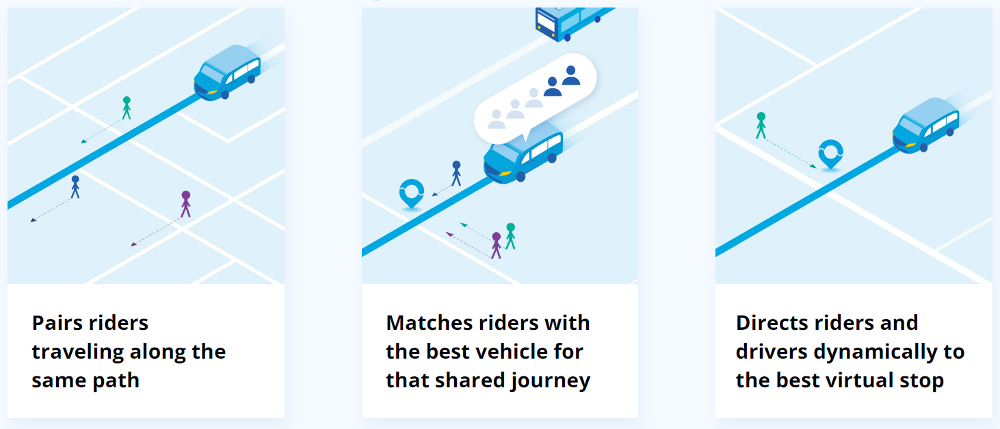 Pairs riders
traveling along the
same path
Matches riders with
the best vehicle for
that shared journey
Directs riders and
drivers dynamically to
the best virtual stop